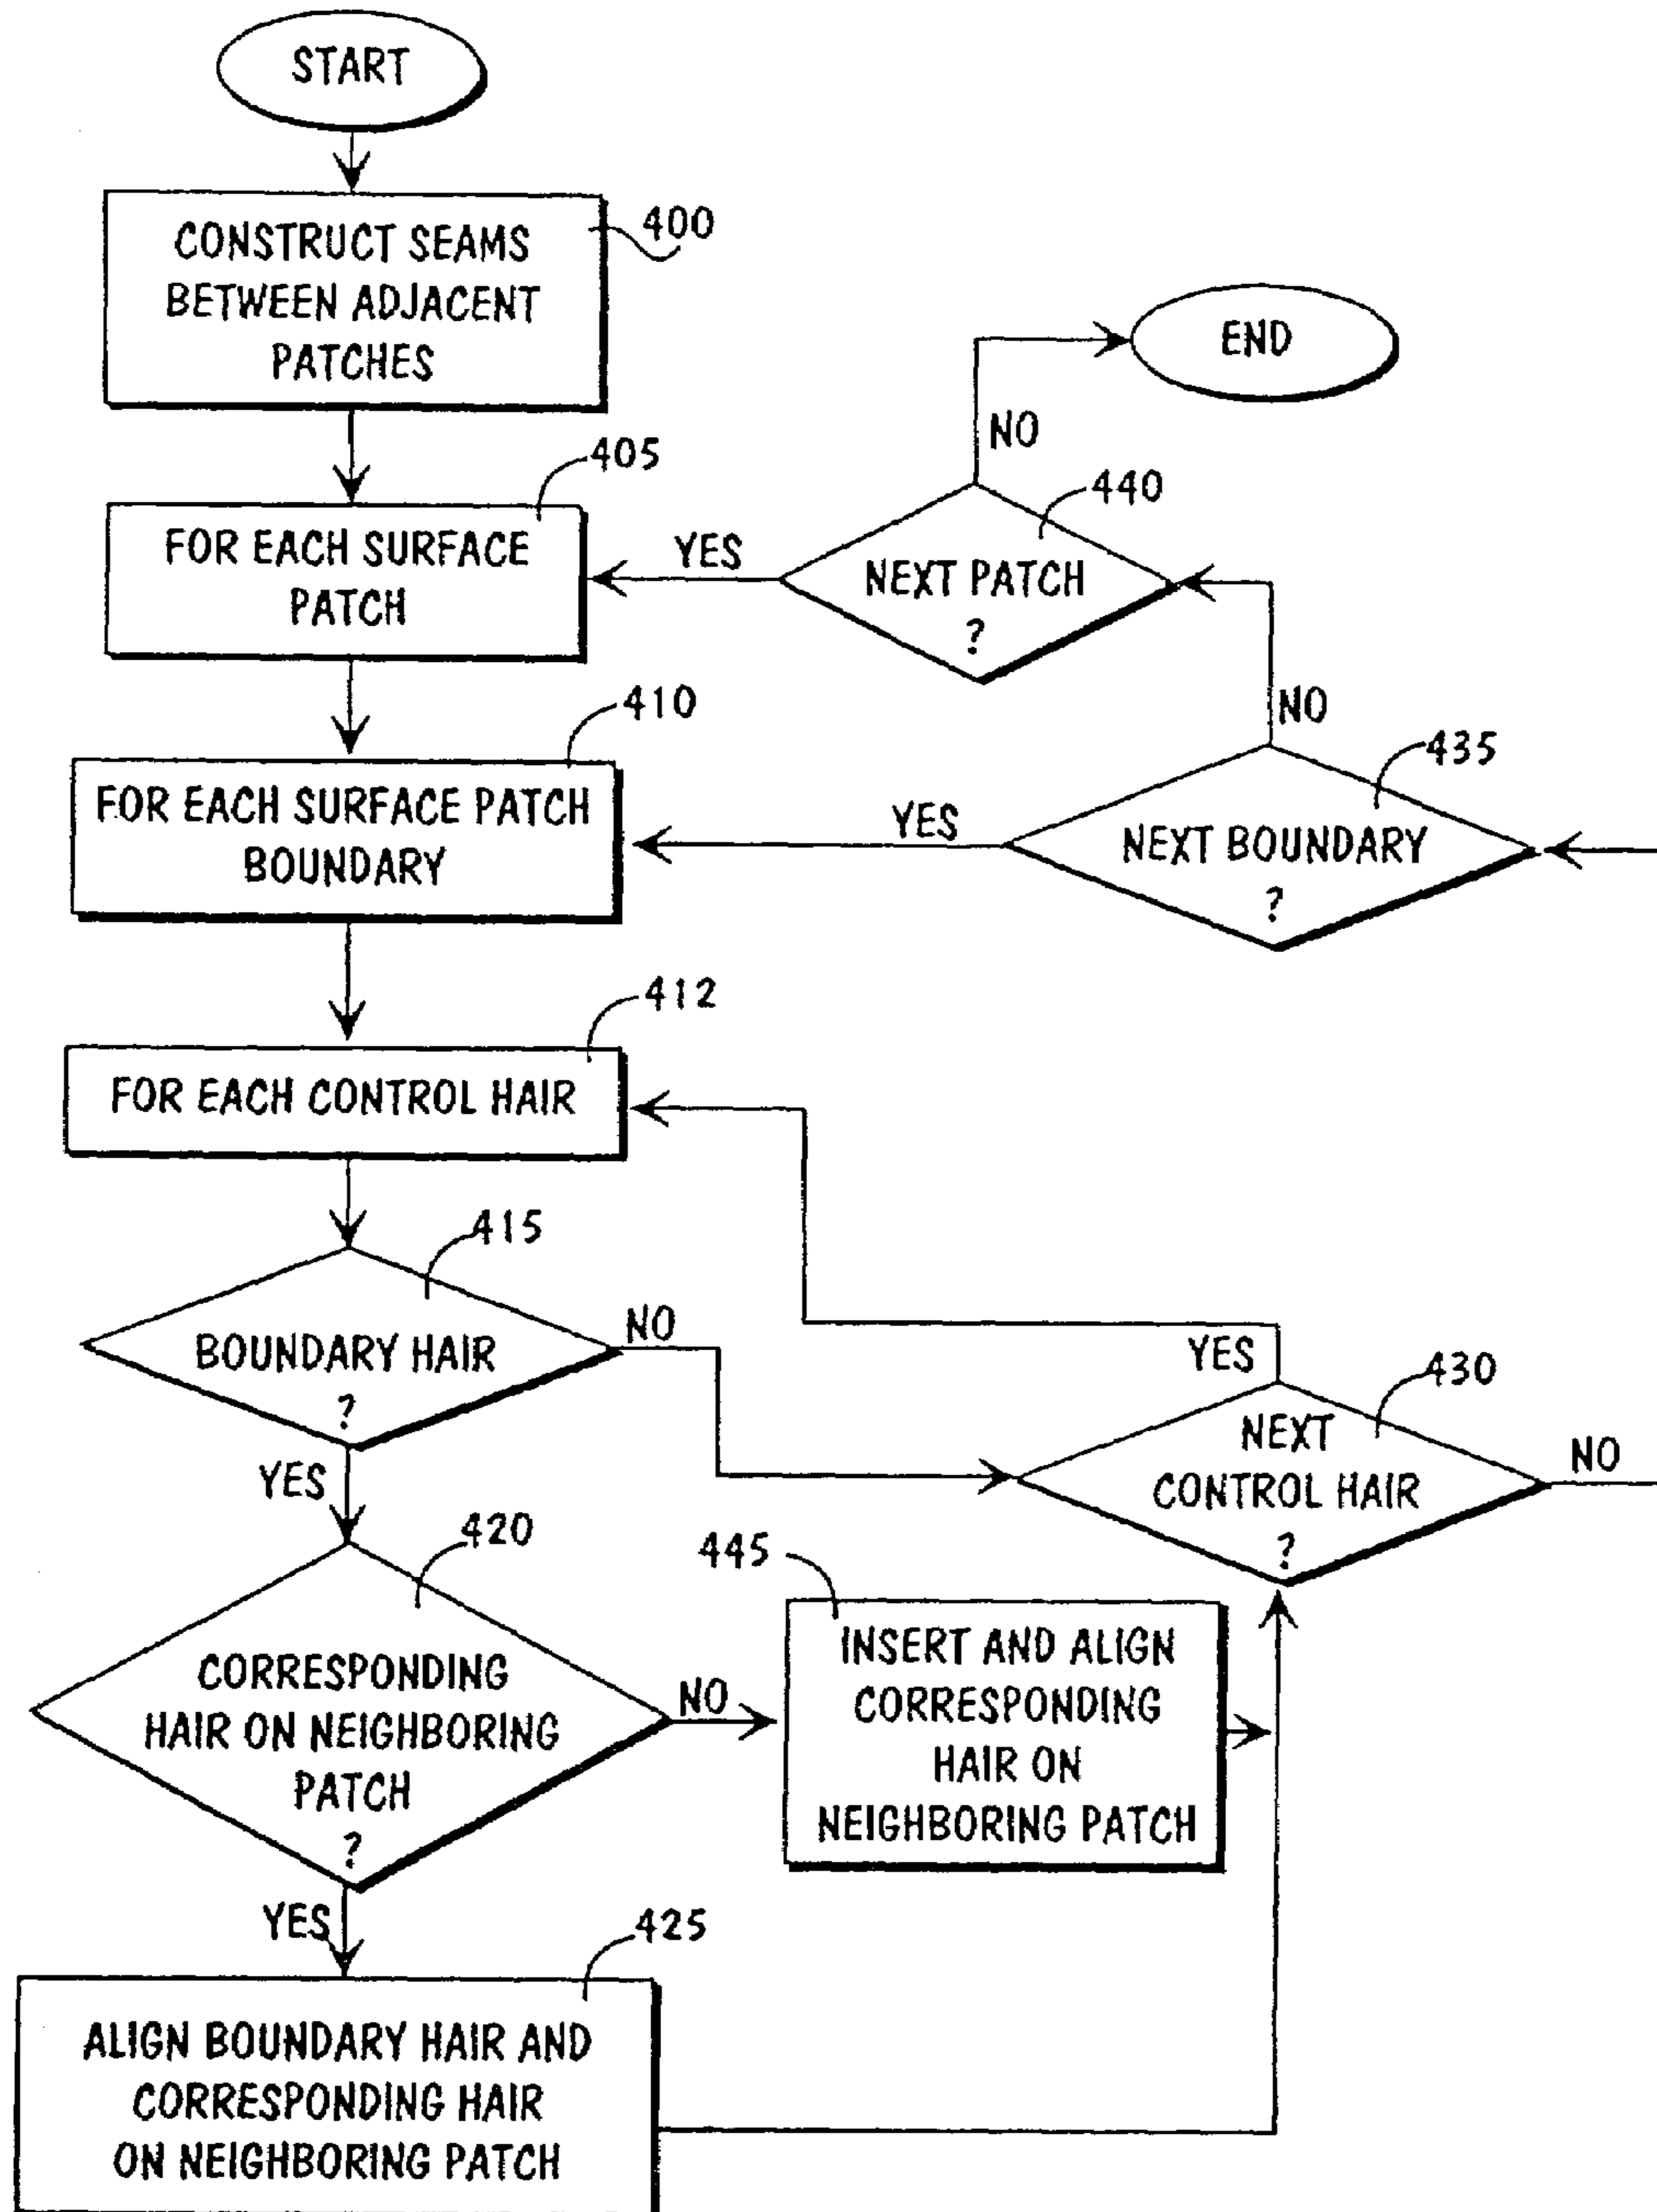 START
CONSTRUCT SEAMS
BETWEEN ADJACENT
PATCHES
400
END
NO
405
FOR EACH SURFACE
PATCH
YES
440
NEXT PATCH
?
NO
410
FOR EACH SURFACE PATCH
BOUNDARY
YES
435
NEXT BOUNDARY
?
412
FOR EACH CONTROL HAIR
415
BOUNDARY HAIR
?
NO
YES
YES
430
NEXT
CONTROL HAIR
?
NO
420
CORRESPONDING
HAIR ON NEIGHBORING
PATCH
?
NO
445
INSERT AND ALIGN
CORRESPONDING
HAIR ON
NEIGHBORING PATCH
YES
425
ALIGN BOUNDARY HAIR AND
CORRESPONDING HAIR
ON NEIGHBORING PATCH